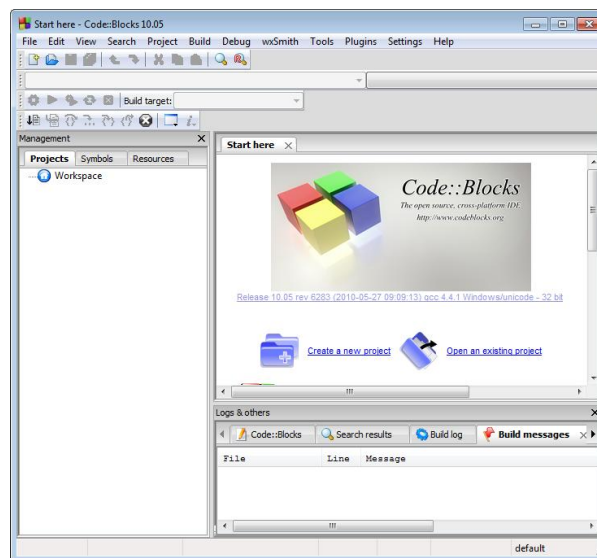 Start here - Code::Blocks 10.05
File Edit View Search Project Build Debug wxSmith Tools Plugins Settings Help
Build target:
Management
Projects Symbols Resources
Workspace
Start here
Code::Blocks
The open source, cross-platform IDE
http://www.codeblocks.org
Release 10.05 rev 6283 (2010-05-27 09:09:13) gcc 4.4.1 Windows/unicode - 32 bit
Create a new project Open an existing project
Logs & others
Code::Blocks Search results Build log Build messages
File Line Message
default